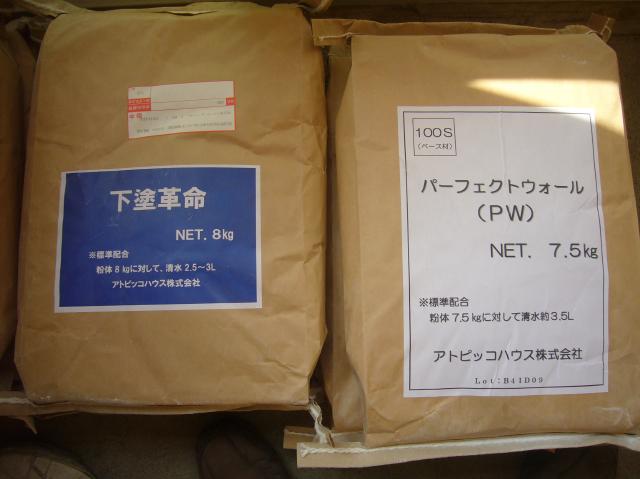 下塗革命
NET. 8kg
※標準配合
粉体8kgに対して、清水2.5～3L
アトピッコハウス株式会社
100S
(ベース材)
パーフェクトウォール
(PW)
NET. 7.5kg
※標準配合
粉体7.5kgに対して清水約3.5L
アトピッコハウス株式会社
Lot:B41D09